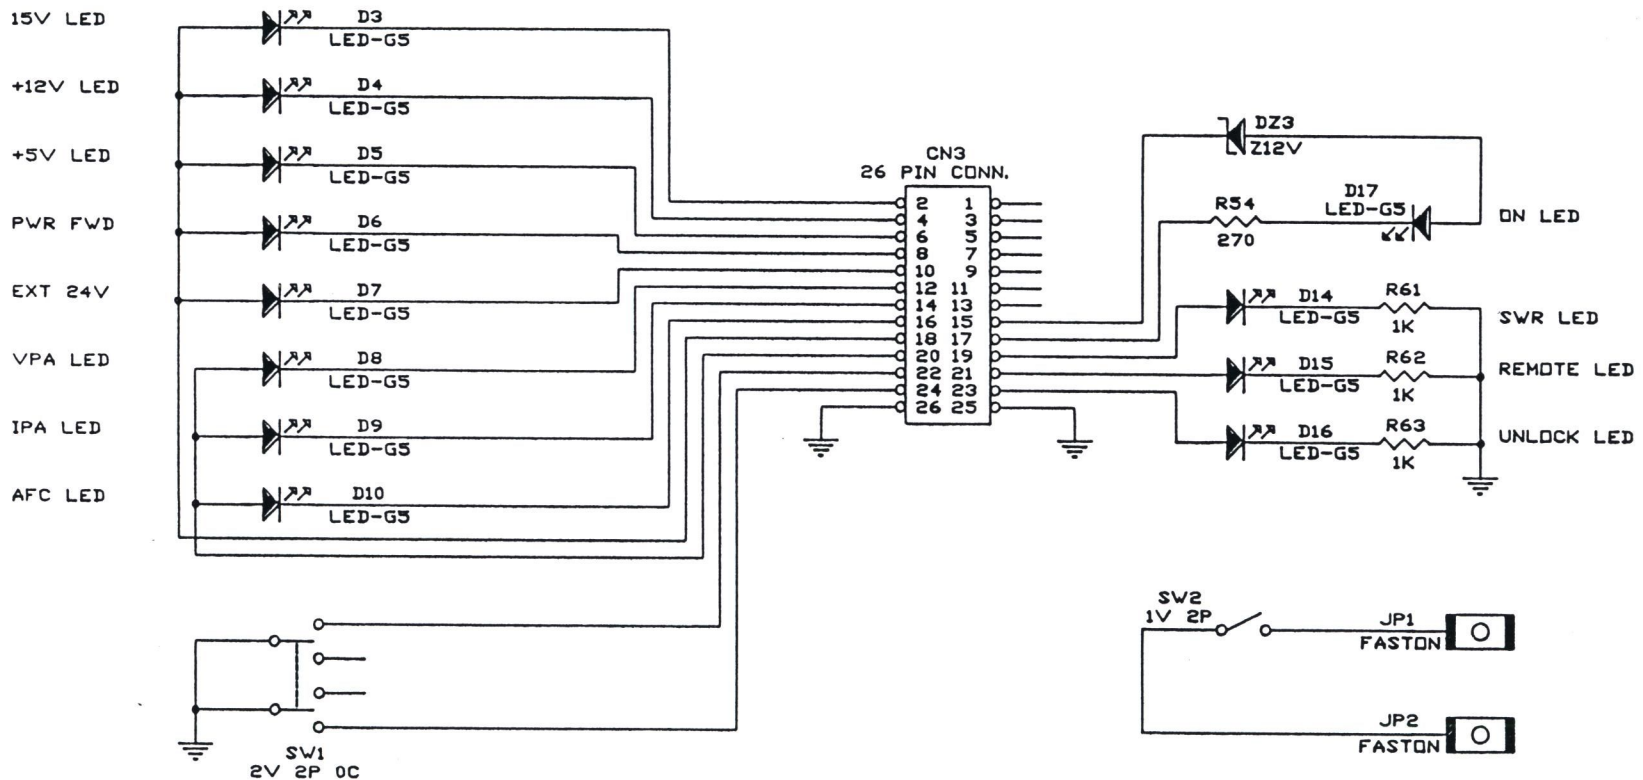 15V LED
D3
LED-G5
+12V LED
D4
LED-G5
+5V LED
D5
LED-G5
PWR FWD
D6
LED-G5
EXT 24V
D7
LED-G5
VPA LED
D8
LED-G5
IPA LED
D9
LED-G5
AFC LED
D10
LED-G5
CN3
26 PIN CONN.
2 1
4 3
6 5
8 7
10 9
12 11
14 13
16 15
18 17
20 19
22 21
24 23
26 25
DZ3
Z12V
R54
270
D17
LED-G5
ON LED
D14
LED-G5
R61
1K
SWR LED
D15
LED-G5
R62
1K
REMOTE LED
D16
LED-G5
R63
1K
UNLOCK LED
SW1
2V 2P 0C
SW2
1V 2P
JP1
FASTON
JP2
FASTON